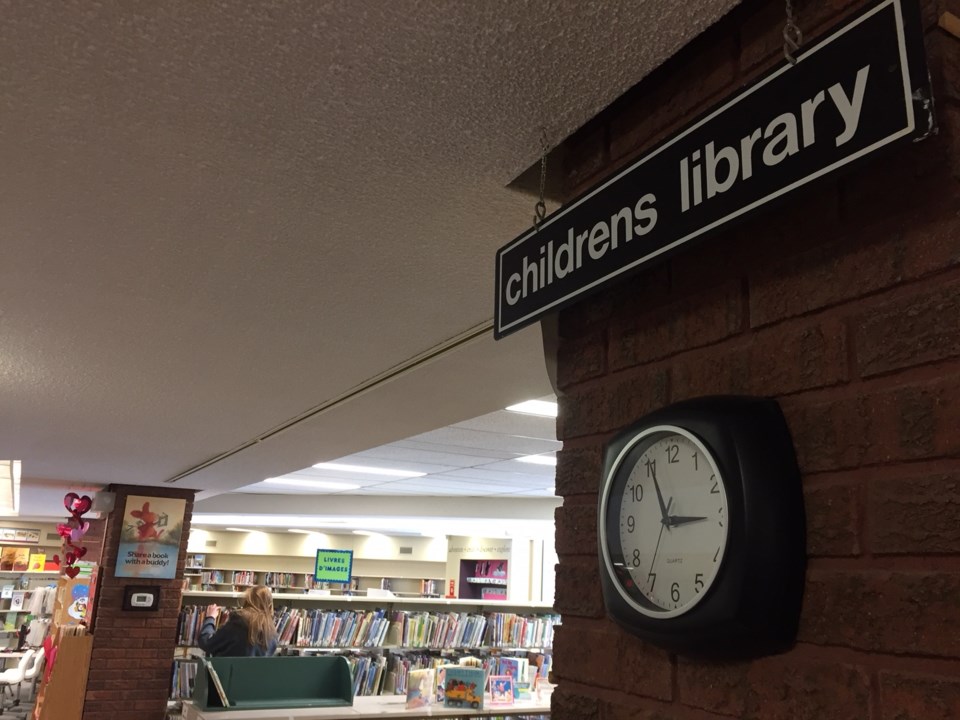 childrens library
12
1
2
4
5
6
7
8
9
10
11
QUARTZ
Share a book
with a buddy!
LIVRES
D'IMAGES